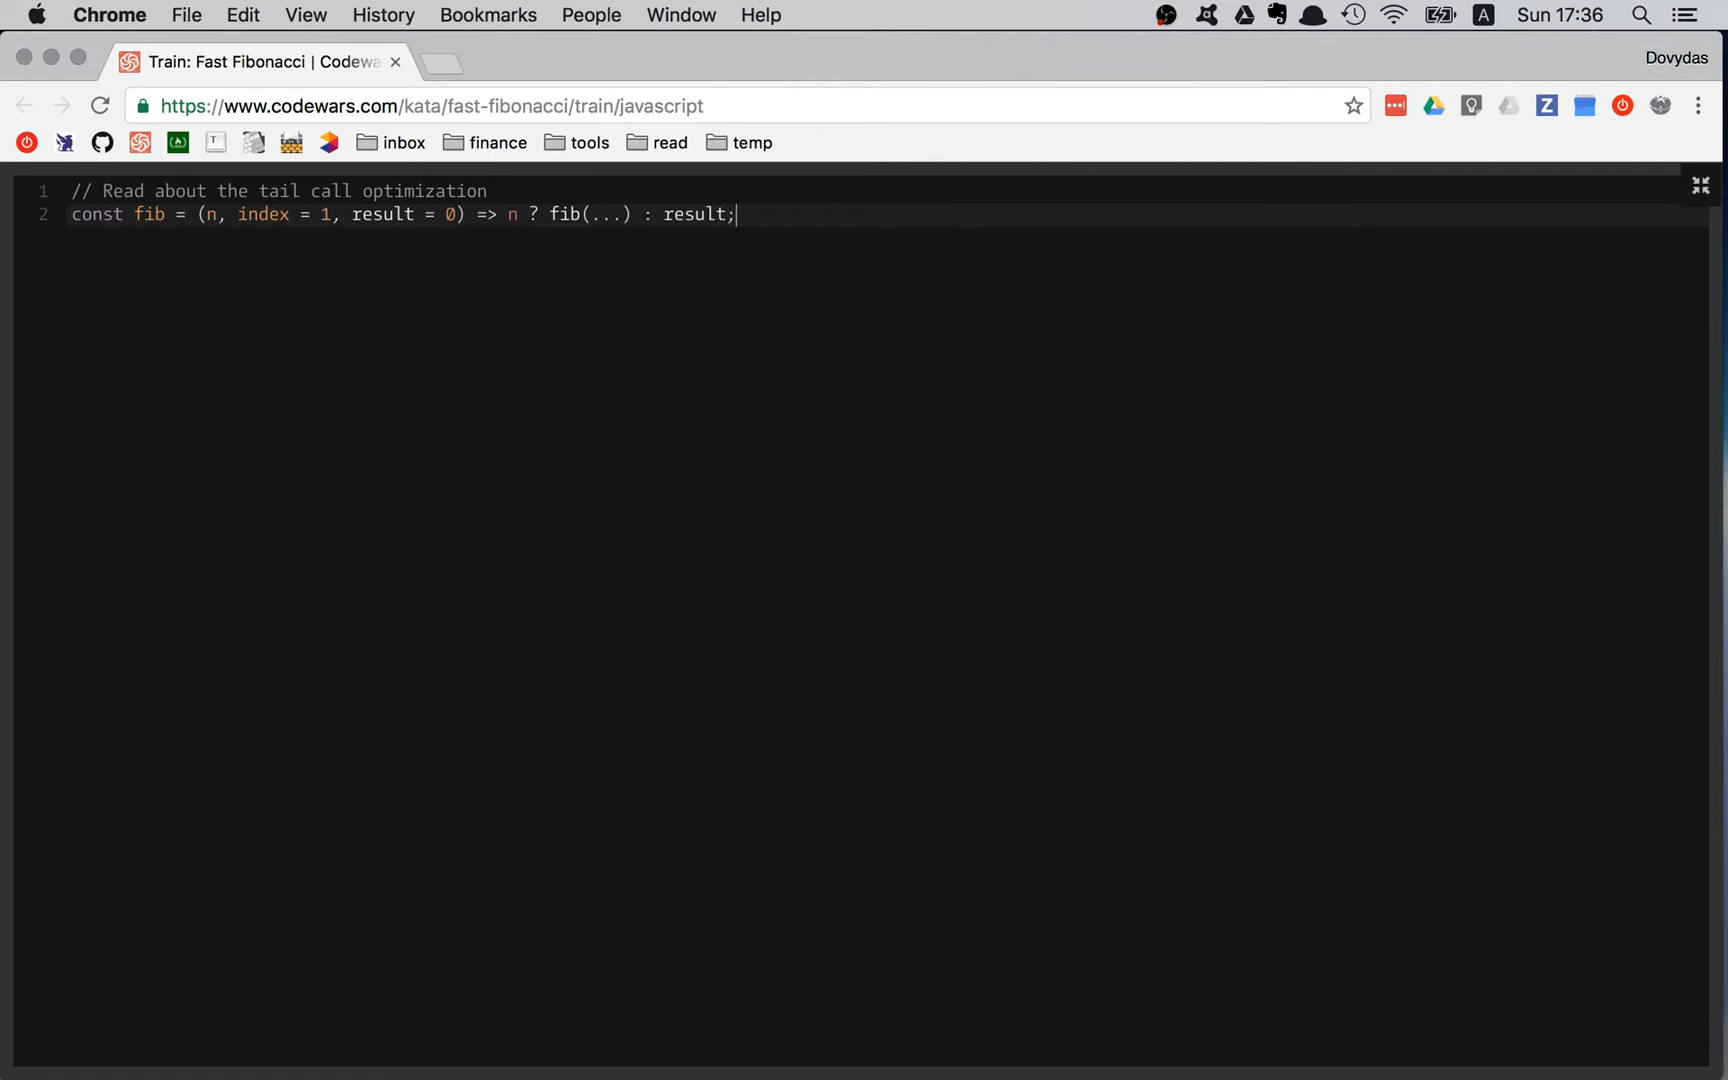 Chrome File Edit View History Bookmarks People Window Help A Sun 17:36
Train: Fast Fibonacci | Codewa Dovydas
https://www.codewars.com/kata/fast-fibonacci/train/javascript Z
T inbox finance tools read temp
1 // Read about the tail call optimization
2 const fib = (n, index = 1, result = 0) => n ? fib(...) : result;